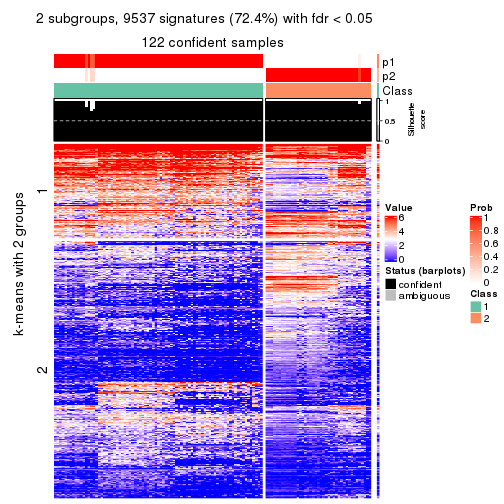 2 subgroups, 9537 signatures (72.4%) with fdr < 0.05
122 confident samples
p1
p2
Class
1
0.5
0
Silhouette
score
k-means with 2 groups
1
2
Value
6
4
2
0
Status (barplots)
confident
ambiguous
Prob
1
0.8
0.6
0.4
0.2
0
Class
1
2